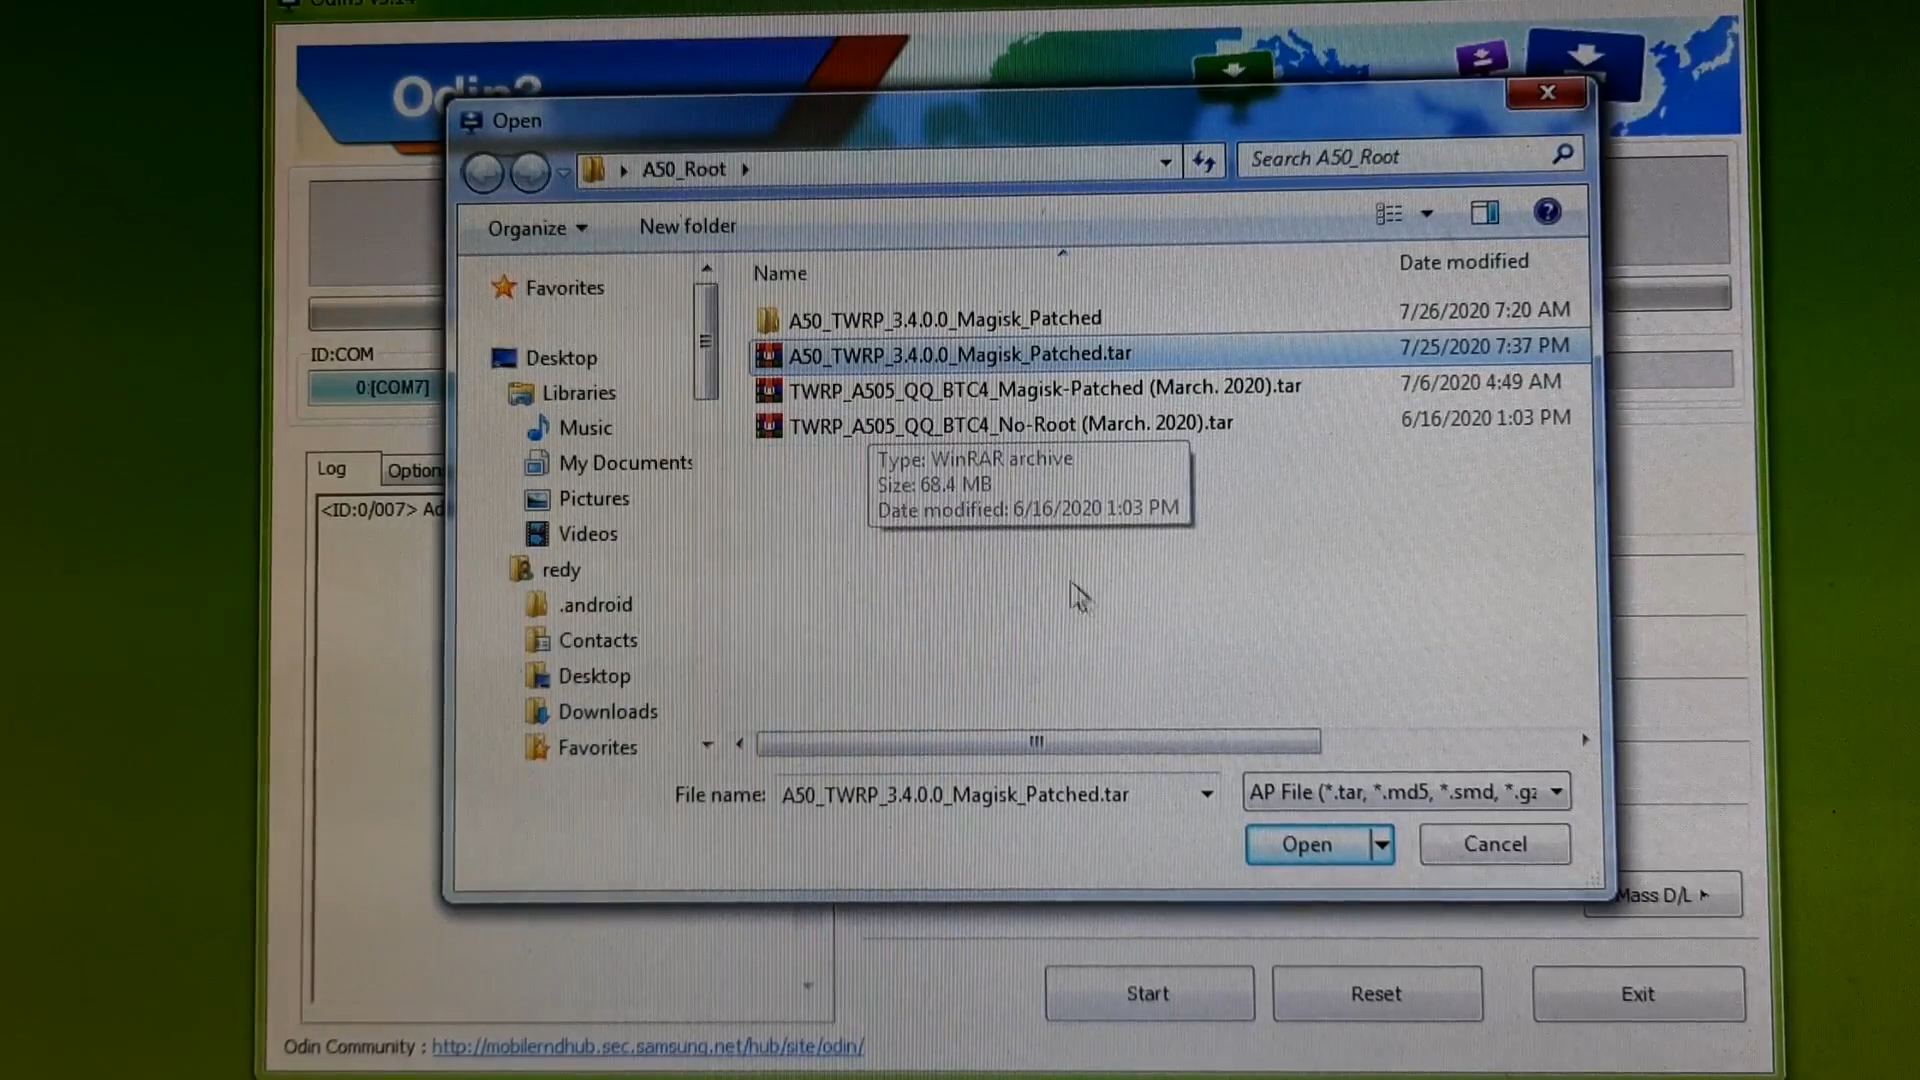 Odin3 v3.14
Open
A50_Root
Search A50_Root
Organize
New folder
Name
Date modified
Favorites
Desktop
Libraries
Music
My Documents
Pictures
Videos
redy
.android
Contacts
Desktop
Downloads
Favorites
A50_TWRP_3.4.0.0_Magisk_Patched 7/26/2020 7:20 AM
A50_TWRP_3.4.0.0_Magisk_Patched.tar 7/25/2020 7:37 PM
TWRP_A505_QQ_BTC4_Magisk-Patched (March. 2020).tar 7/6/2020 4:49 AM
TWRP_A505_QQ_BTC4_No-Root (March. 2020).tar 6/16/2020 1:03 PM
Type: WinRAR archive
Size: 68.4 MB
Date modified: 6/16/2020 1:03 PM
File name: A50_TWRP_3.4.0.0_Magisk_Patched.tar
AP File (*.tar, *.md5, *.smd, *.gz
Open
Cancel
ID:COM
0:[COM7]
Log
Option
<ID:0/007> Ad
Mass D/L
Start
Reset
Exit
Odin Community : http://mobilerndhub.sec.samsung.net/hub/site/odin/